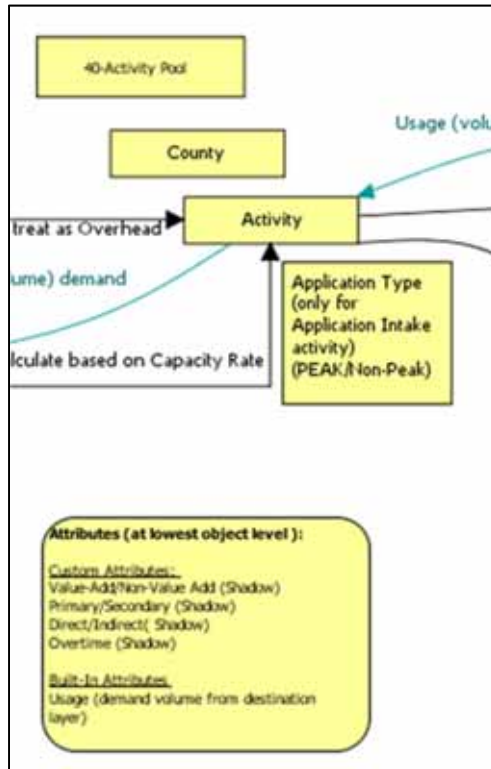 40-Activity Pool
County
Usage (volu
Activity
treat as Overhead
ume) demand
Application Type
(only for
Application Intake
activity)
(PEAK/Non-Peak)
lculate based on Capacity Rate
Attributes (at lowest object level ):
Custom Attributes:
Value-Add/Non-Value Add (Shadow)
Primary/Secondary (Shadow)
Direct/Indirect( Shadow)
Overtime (Shadow)
Built-In Attributes
Usage (demand volume from destination
layer)